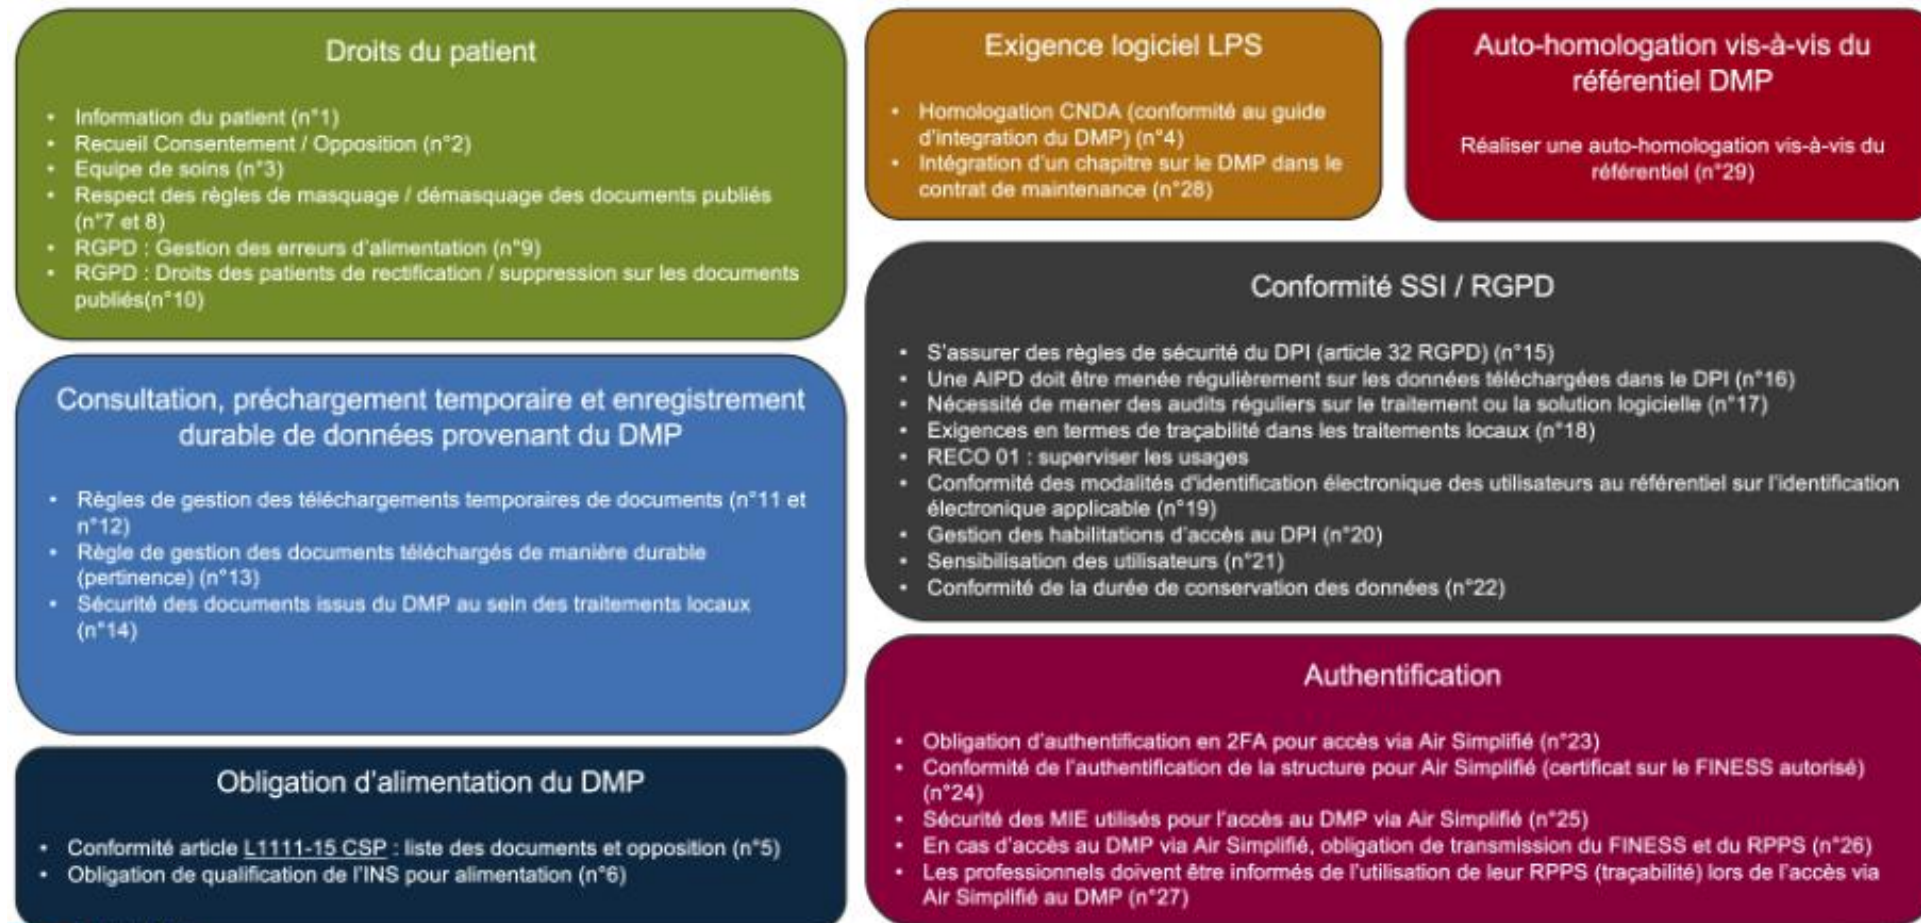 Droits du patient
• Information du patient (n°1)
• Recueil Consentement / Opposition (n°2)
• Equipe de soins (n°3)
• Respect des règles de masquage / démasquage des documents publiés
(n°7 et 8)
• RGPD : Gestion des erreurs d'alimentation (n°9)
• RGPD : Droits des patients de rectification / suppression sur les documents
publiés(n°10)
Consultation, préchargement temporaire et enregistrement
durable de données provenant du DMP
• Règles de gestion des téléchargements temporaires de documents (n°11 et
n°12)
• Règle de gestion des documents téléchargés de manière durable
(pertinence) (n°13)
• Sécurité des documents issus du DMP au sein des traitements locaux
(n°14)
Obligation d'alimentation du DMP
• Conformité article L1111-15 CSP : liste des documents et opposition (n°5)
• Obligation de qualification de l'INS pour alimentation (n°6)
Exigence logiciel LPS
• Homologation CNDA (conformité au guide
d'integration du DMP) (n°4)
• Intégration d'un chapitre sur le DMP dans le
contrat de maintenance (n°28)
Auto-homologation vis-à-vis du
référentiel DMP
Réaliser une auto-homologation vis-à-vis du
référentiel (n°29)
Conformité SSI / RGPD
• S'assurer des règles de sécurité du DPI (article 32 RGPD) (n°15)
• Une AIPD doit être menée régulièrement sur les données téléchargées dans le DPI (n°16)
• Nécessité de mener des audits réguliers sur le traitement ou la solution logicielle (n°17)
• Exigences en termes de traçabilité dans les traitements locaux (n°18)
• RECO 01 : superviser les usages
• Conformité des modalités d'identification électronique des utilisateurs au référentiel sur l'identification
électronique applicable (n°19)
• Gestion des habilitations d'accès au DPI (n°20)
• Sensibilisation des utilisateurs (n°21)
• Conformité de la durée de conservation des données (n°22)
Authentification
• Obligation d'authentification en 2FA pour accès via Air Simplifié (n°23)
• Conformité de l'authentification de la structure pour Air Simplifié (certificat sur le FINESS autorisé)
(n°24)
• Sécurité des MIE utilisés pour l'accès au DMP via Air Simplifié (n°25)
• En cas d'accès au DMP via Air Simplifié, obligation de transmission du FINESS et du RPPS (n°26)
• Les professionnels doivent être informés de l'utilisation de leur RPPS (traçabilité) lors de l'accès via
Air Simplifié au DMP (n°27)